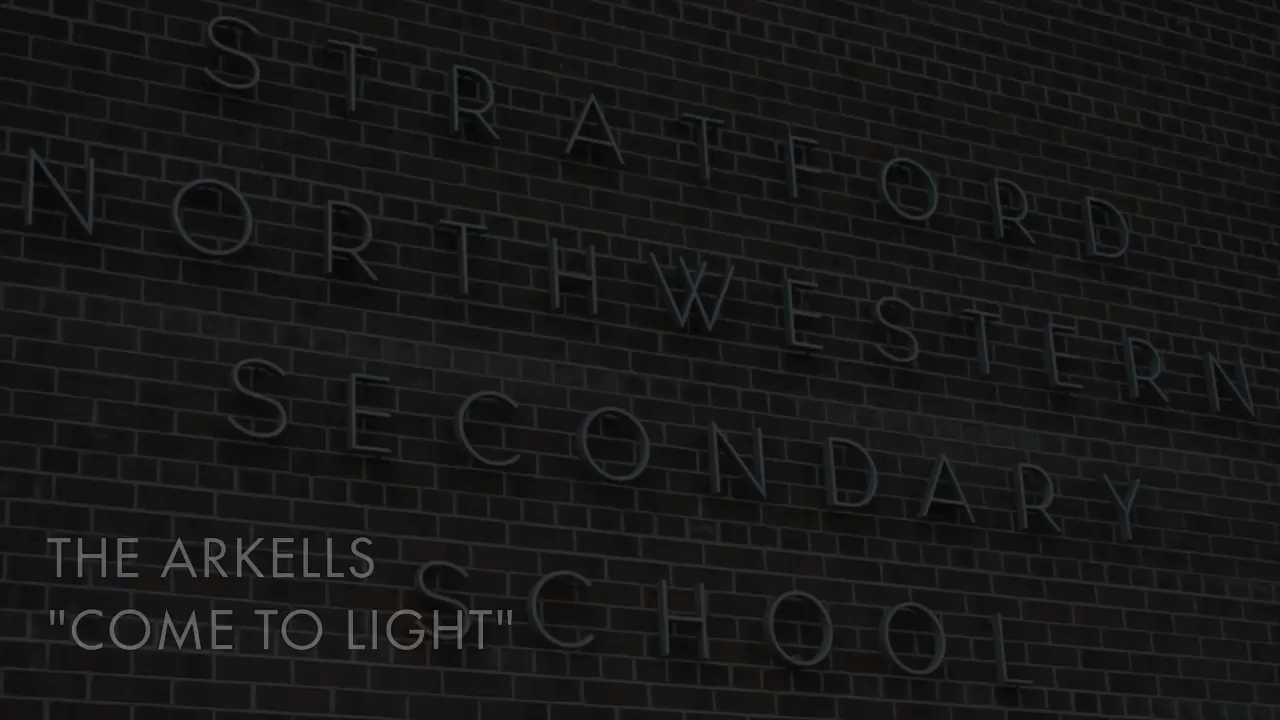 STRATFORD
NORTHWESTERN
SECONDARY
SCHOOL
THE ARKELLS
"COME TO LIGHT"